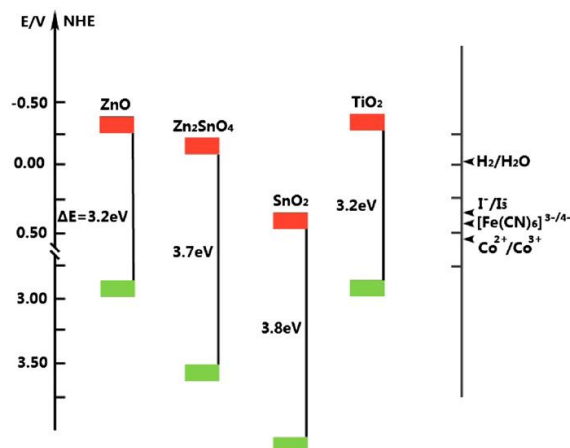 E/V NHE
-0.50
0.00
0.50
3.00
3.50
ZnO
ΔE=3.2eV
Zn₂SnO₄
3.7eV
SnO₂
3.8eV
TiO₂
3.2eV
H₂/H₂O
I⁻/I₃⁻
[Fe(CN)₆]³⁻/⁴⁻
Co²⁺/Co³⁺